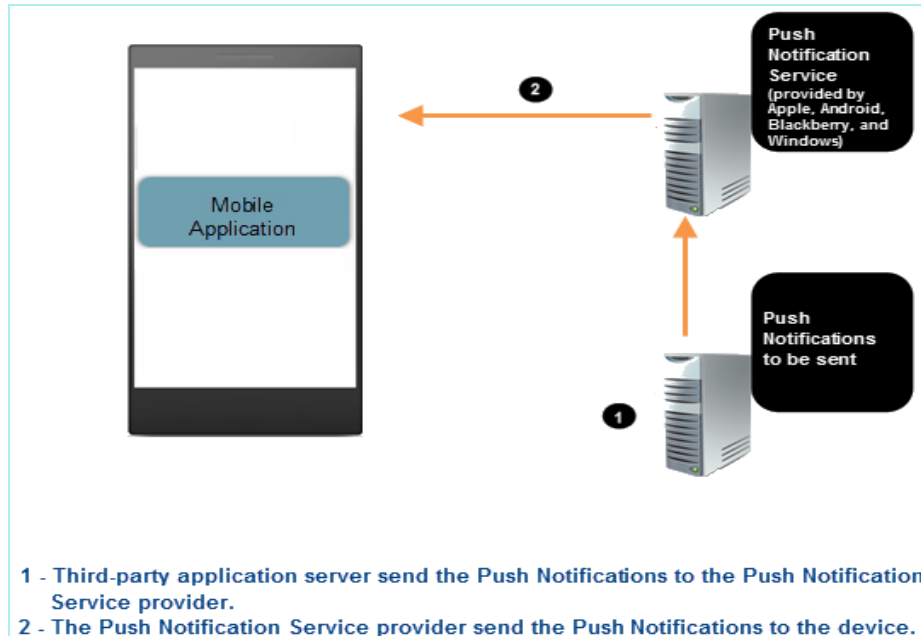 Push
Notification
Service
(provided by
Apple, Android,
Blackberry, and
Windows)
2
Mobile
Application
Push
Notifications
to be sent
1
1 - Third-party application server send the Push Notifications to the Push Notification
Service provider.
2 - The Push Notification Service provider send the Push Notifications to the device.